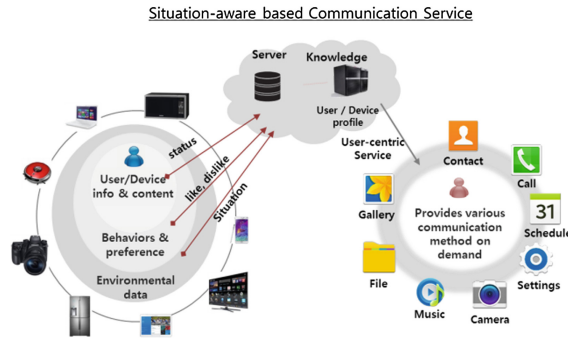 Situation-aware based Communication Service
Server
Knowledge
User / Device
profile
User-centric
Service
status
like, dislike
Situation
User/Device
info & content
Behaviors &
preference
Environmental
data
Contact
Call
31
Schedule
Settings
Camera
Music
File
Gallery
Provides various
communication
method on
demand